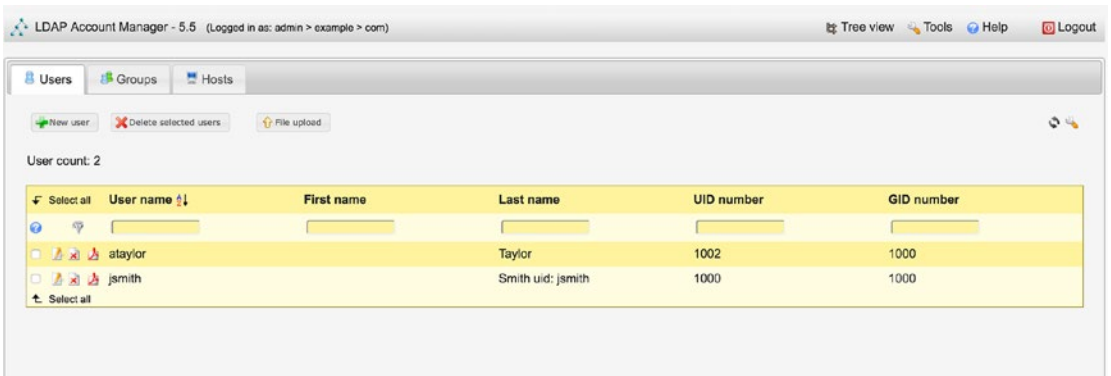 LDAP Account Manager - 5.5 (Logged in as: admin > example > com) Tree view Tools Help Logout
Users Groups Hosts
New user Delete selected users File upload
User count: 2
Select all User name First name Last name UID number GID number
ataylor Taylor 1002 1000
jsmith Smith uid: jsmith 1000 1000
Select all